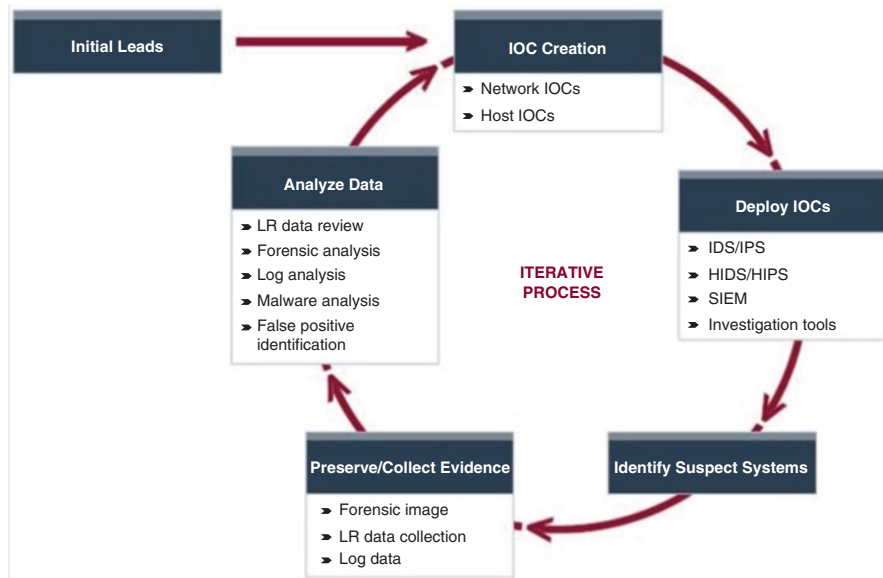 Initial Leads
IOC Creation
➤ Network IOCs
➤ Host IOCs
Deploy IOCs
➤ IDS/IPS
➤ HIDS/HIPS
➤ SIEM
➤ Investigation tools
Identify Suspect Systems
Preserve/Collect Evidence
➤ Forensic image
➤ LR data collection
➤ Log data
Analyze Data
➤ LR data review
➤ Forensic analysis
➤ Log analysis
➤ Malware analysis
➤ False positive
identification
ITERATIVE
PROCESS